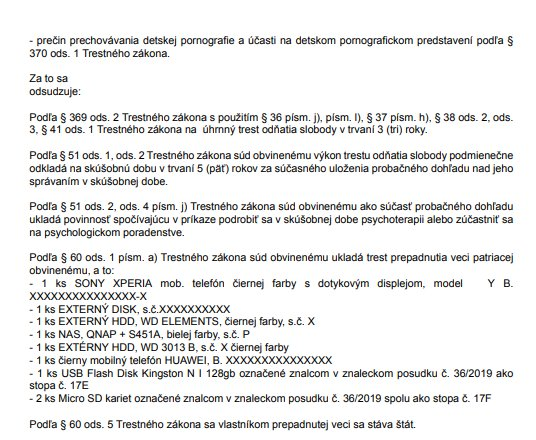 - prečin prechovávania detskej pornografie a účasti na detskom pornografickom predstavení podľa §
370 ods. 1 Trestného zákona.
Za to sa
odsudzuje:
Podľa § 369 ods. 2 Trestného zákona s použitím § 36 písm. j), písm. l), § 37 písm. h), § 38 ods. 2, ods.
3, § 41 ods. 1 Trestného zákona na úhrnný trest odňatia slobody v trvaní 3 (tri) roky.
Podľa § 51 ods. 1, ods. 2 Trestného zákona súd obvinenému výkon trestu odňatia slobody podmienečne
odkladá na skúšobnú dobu v trvaní 5 (päť) rokov za súčasného uloženia probačného dohľadu nad jeho
správaním v skúšobnej dobe.
Podľa § 51 ods. 2, ods. 4 písm. j) Trestného zákona súd obvinenému ako súčasť probačného dohľadu
ukladá povinnosť spočívajúcu v príkaze podrobiť sa v skúšobnej dobe psychoterapii alebo zúčastniť sa
na psychologickom poradenstve.
Podľa § 60 ods. 1 písm. a) Trestného zákona súd obvinenému ukladá trest prepadnutia veci patriacej
obvinenému, a to:
- 1 ks SONY XPERIA mob. telefón čiernej farby s dotykovým displejom, model Y B.
XXXXXXXXXXXXXXX-X
- 1 ks EXTERNÝ DISK, s.č.XXXXXXXXXX
- 1 ks EXTERNÝ HDD, WD ELEMENTS, čiernej farby, s.č. X
- 1 ks NAS, QNAP + S451A, bielej farby, s.č. P
- 1 ks EXTÉRNY HDD, WD 3013 B, s.č. X čiernej farby
- 1 ks čierny mobilný telefón HUAWEI, B. XXXXXXXXXXXXXXX
- 1 ks USB Flash Disk Kingston N I 128gb označené znalcom v znaleckom posudku č. 36/2019 ako
stopa č. 17E
- 2 ks Micro SD kariet označené znalcom v znaleckom posudku č. 36/2019 spolu ako stopa č. 17F
Podľa § 60 ods. 5 Trestného zákona sa vlastníkom prepadnutej veci sa stáva štát.